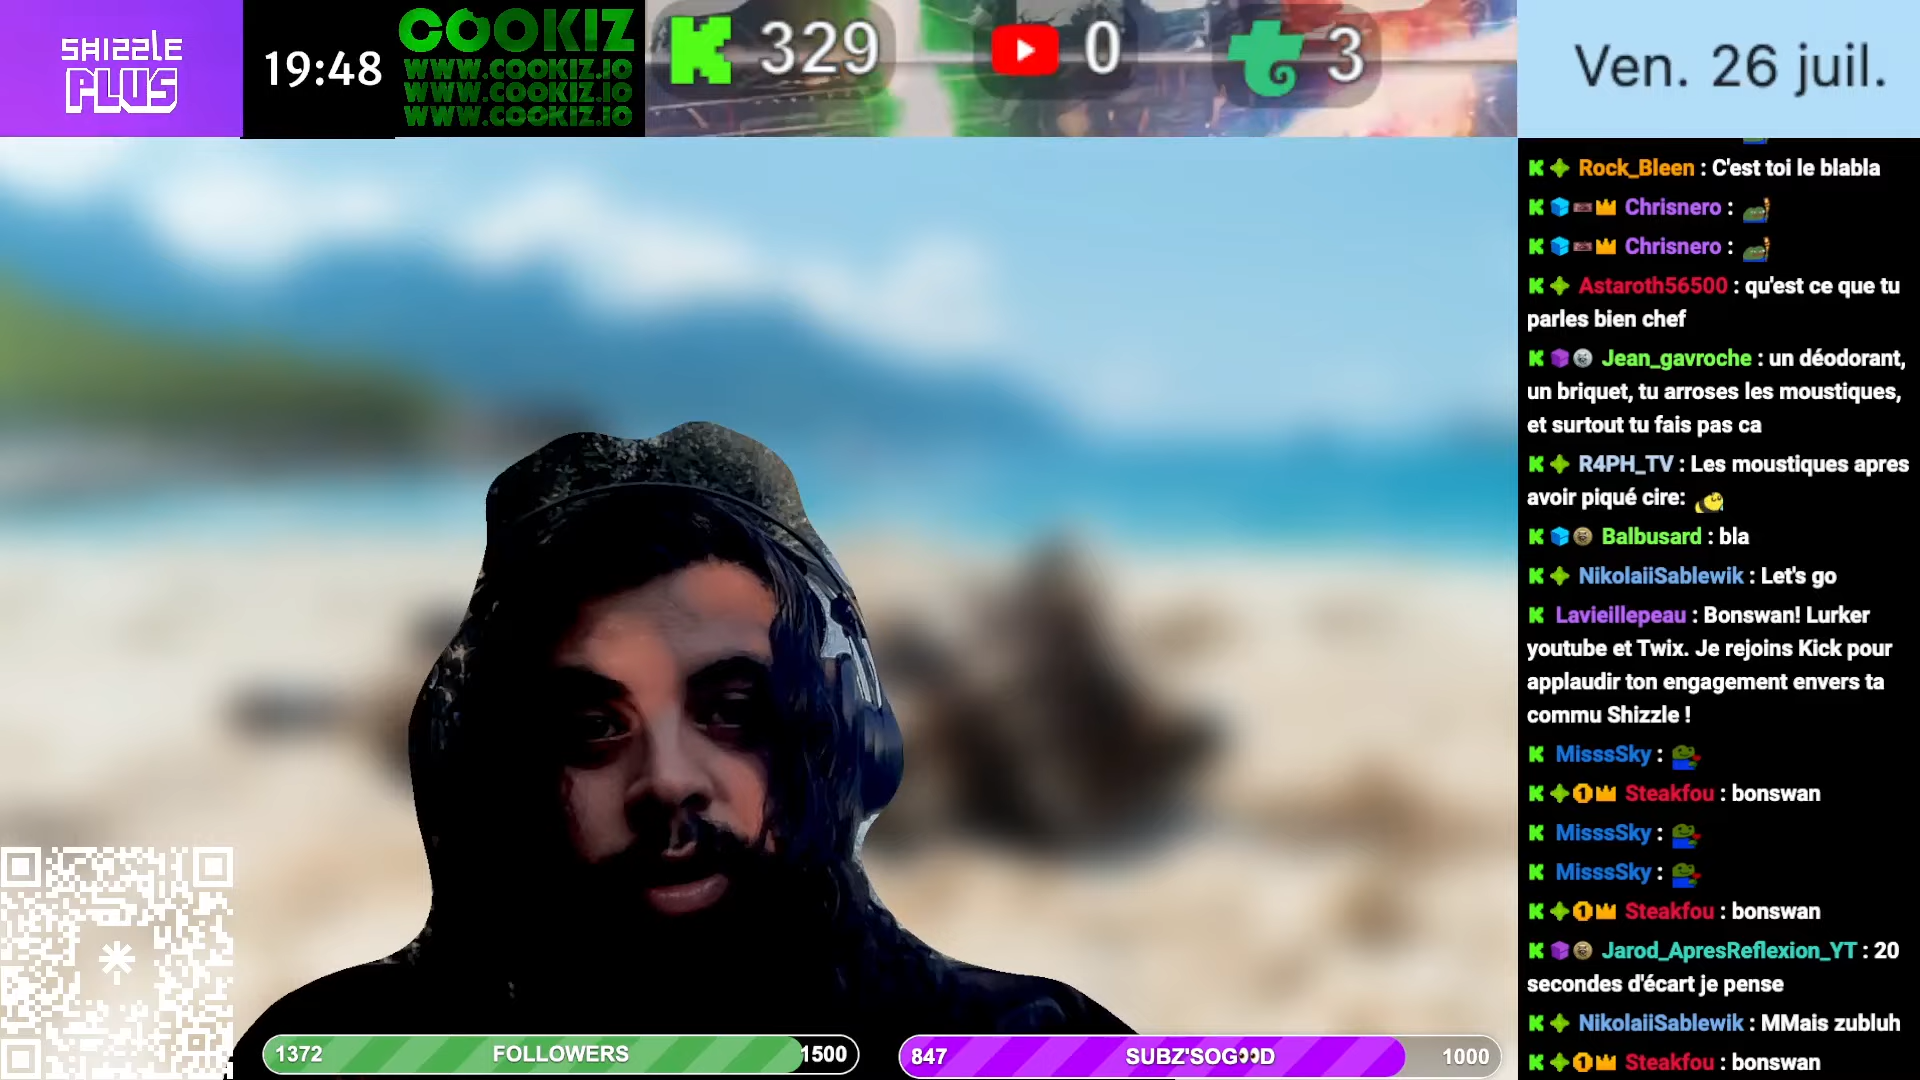 SHIZZLE
PLUS
19:48
COOKIZ
WWW.COOKIZ.IO
WWW.COOKIZ.IO
WWW.COOKIZ.IO
329
0
3
Ven. 26 juil.
Rock_Bleen : C'est toi le blabla
Chrisnero :
Chrisnero :
Astaroth56500 : qu'est ce que tu
parles bien chef
Jean_gavroche : un déodorant,
un briquet, tu arroses les moustiques,
et surtout tu fais pas ca
R4PH_TV : Les moustiques apres
avoir piqué cire:
Balbusard : bla
NikolaiiSablewik : Let's go
Lavieillepeau : Bonswan! Lurker
youtube et Twix. Je rejoins Kick pour
applaudir ton engagement envers ta
commu Shizzle !
MisssSky :
Steakfou : bonswan
MisssSky :
MisssSky :
Steakfou : bonswan
Jarod_ApresReflexion_YT : 20
secondes d'écart je pense
NikolaiiSablewik : MMais zubluh
Steakfou : bonswan
1372 FOLLOWERS 1500
847 SUBZ'SOG👀D 1000